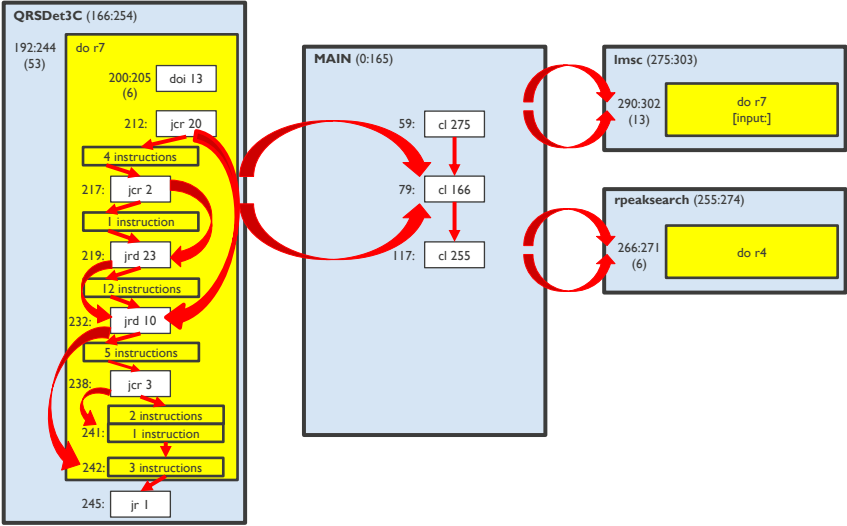 QRSDet3C (166:254)
192:244
(53)
do r7
200:205
(6)
doi 13
212:
jcr 20
4 instructions
217:
jcr 2
1 instruction
219:
jrd 23
12 instructions
232:
jrd 10
5 instructions
238:
jcr 3
2 instructions
241:
1 instruction
242:
3 instructions
245:
jr 1
MAIN (0:165)
59:
cl 275
79:
cl 166
117:
cl 255
lmsc (275:303)
290:302
(13)
do r7
[input:]
rpeaksearch (255:274)
266:271
(6)
do r4